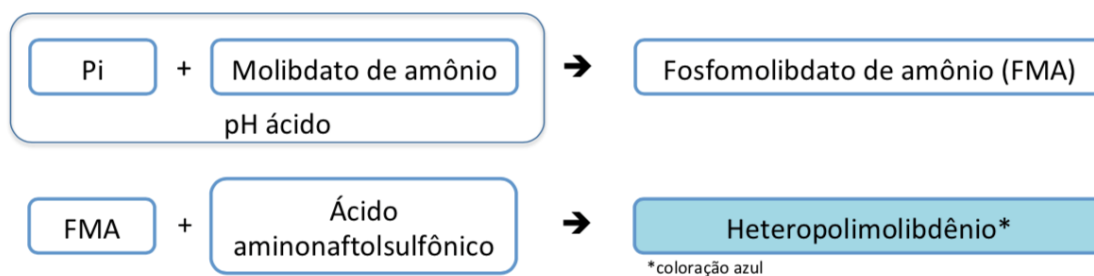 Pi + Molibdato de amônio → Fosfomolibdato de amônio (FMA)
pH ácido
FMA + Ácido aminonaftolsulfônico → Heteropolimolibdênio*
*coloração azul